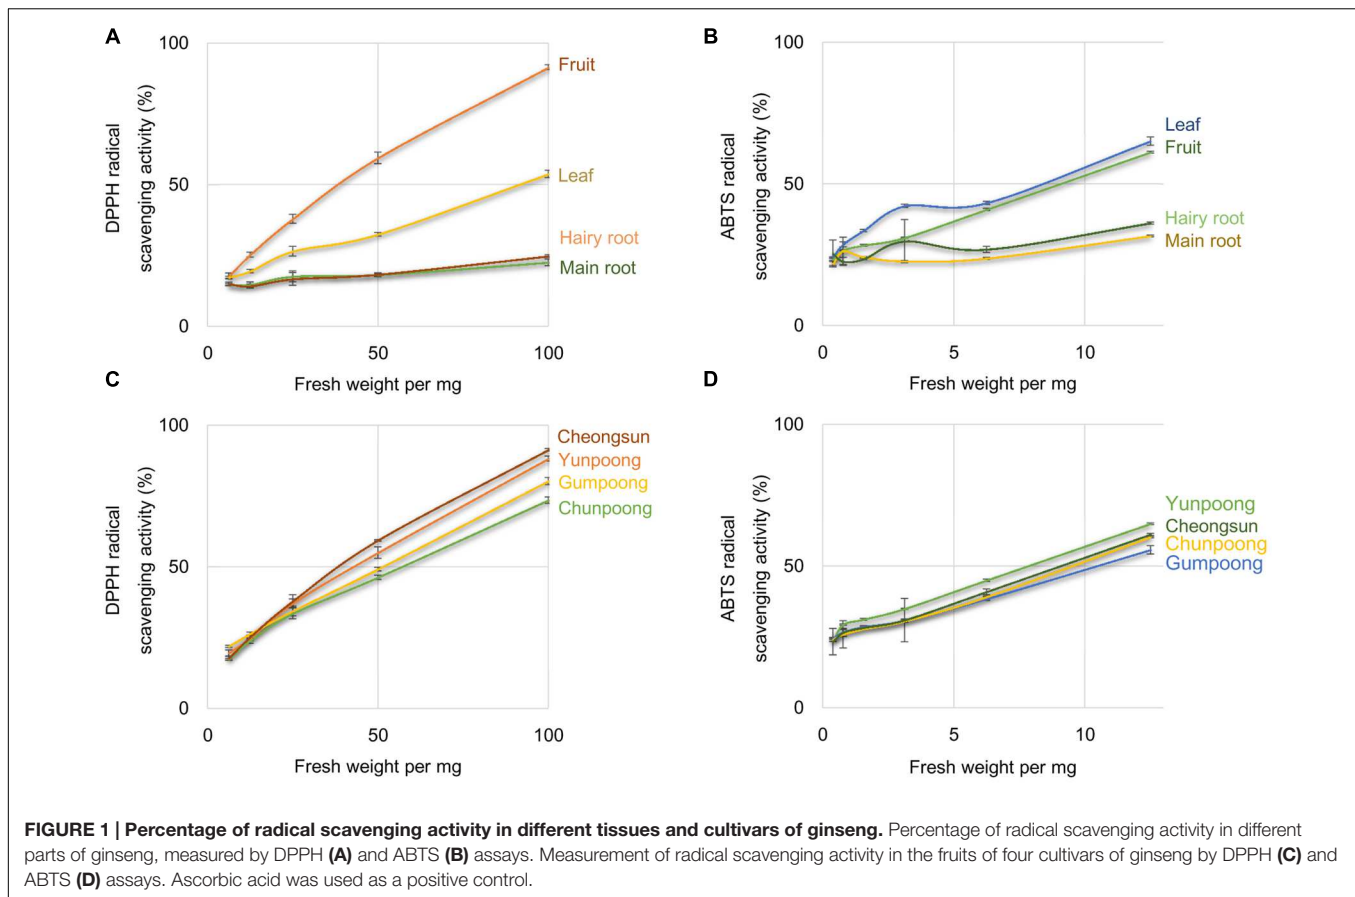 A
100
50
0
0
50
100
DPPH radical
scavenging activity (%)
Fresh weight per mg
Fruit
Leaf
Hairy root
Main root
B
100
50
0
0
5
10
ABTS radical
scavenging activity (%)
Fresh weight per mg
Leaf
Fruit
Hairy root
Main root
C
100
50
0
0
50
100
DPPH radical
scavenging activity (%)
Fresh weight per mg
Cheongsun
Yunpoong
Gumpoong
Chunpoong
D
100
50
0
0
5
10
ABTS radical
scavenging activity (%)
Fresh weight per mg
Yunpoong
Cheongsun
Chunpoong
Gumpoong
FIGURE 1 | Percentage of radical scavenging activity in different tissues and cultivars of ginseng. Percentage of radical scavenging activity in different
parts of ginseng, measured by DPPH (A) and ABTS (B) assays. Measurement of radical scavenging activity in the fruits of four cultivars of ginseng by DPPH (C) and
ABTS (D) assays. Ascorbic acid was used as a positive control.